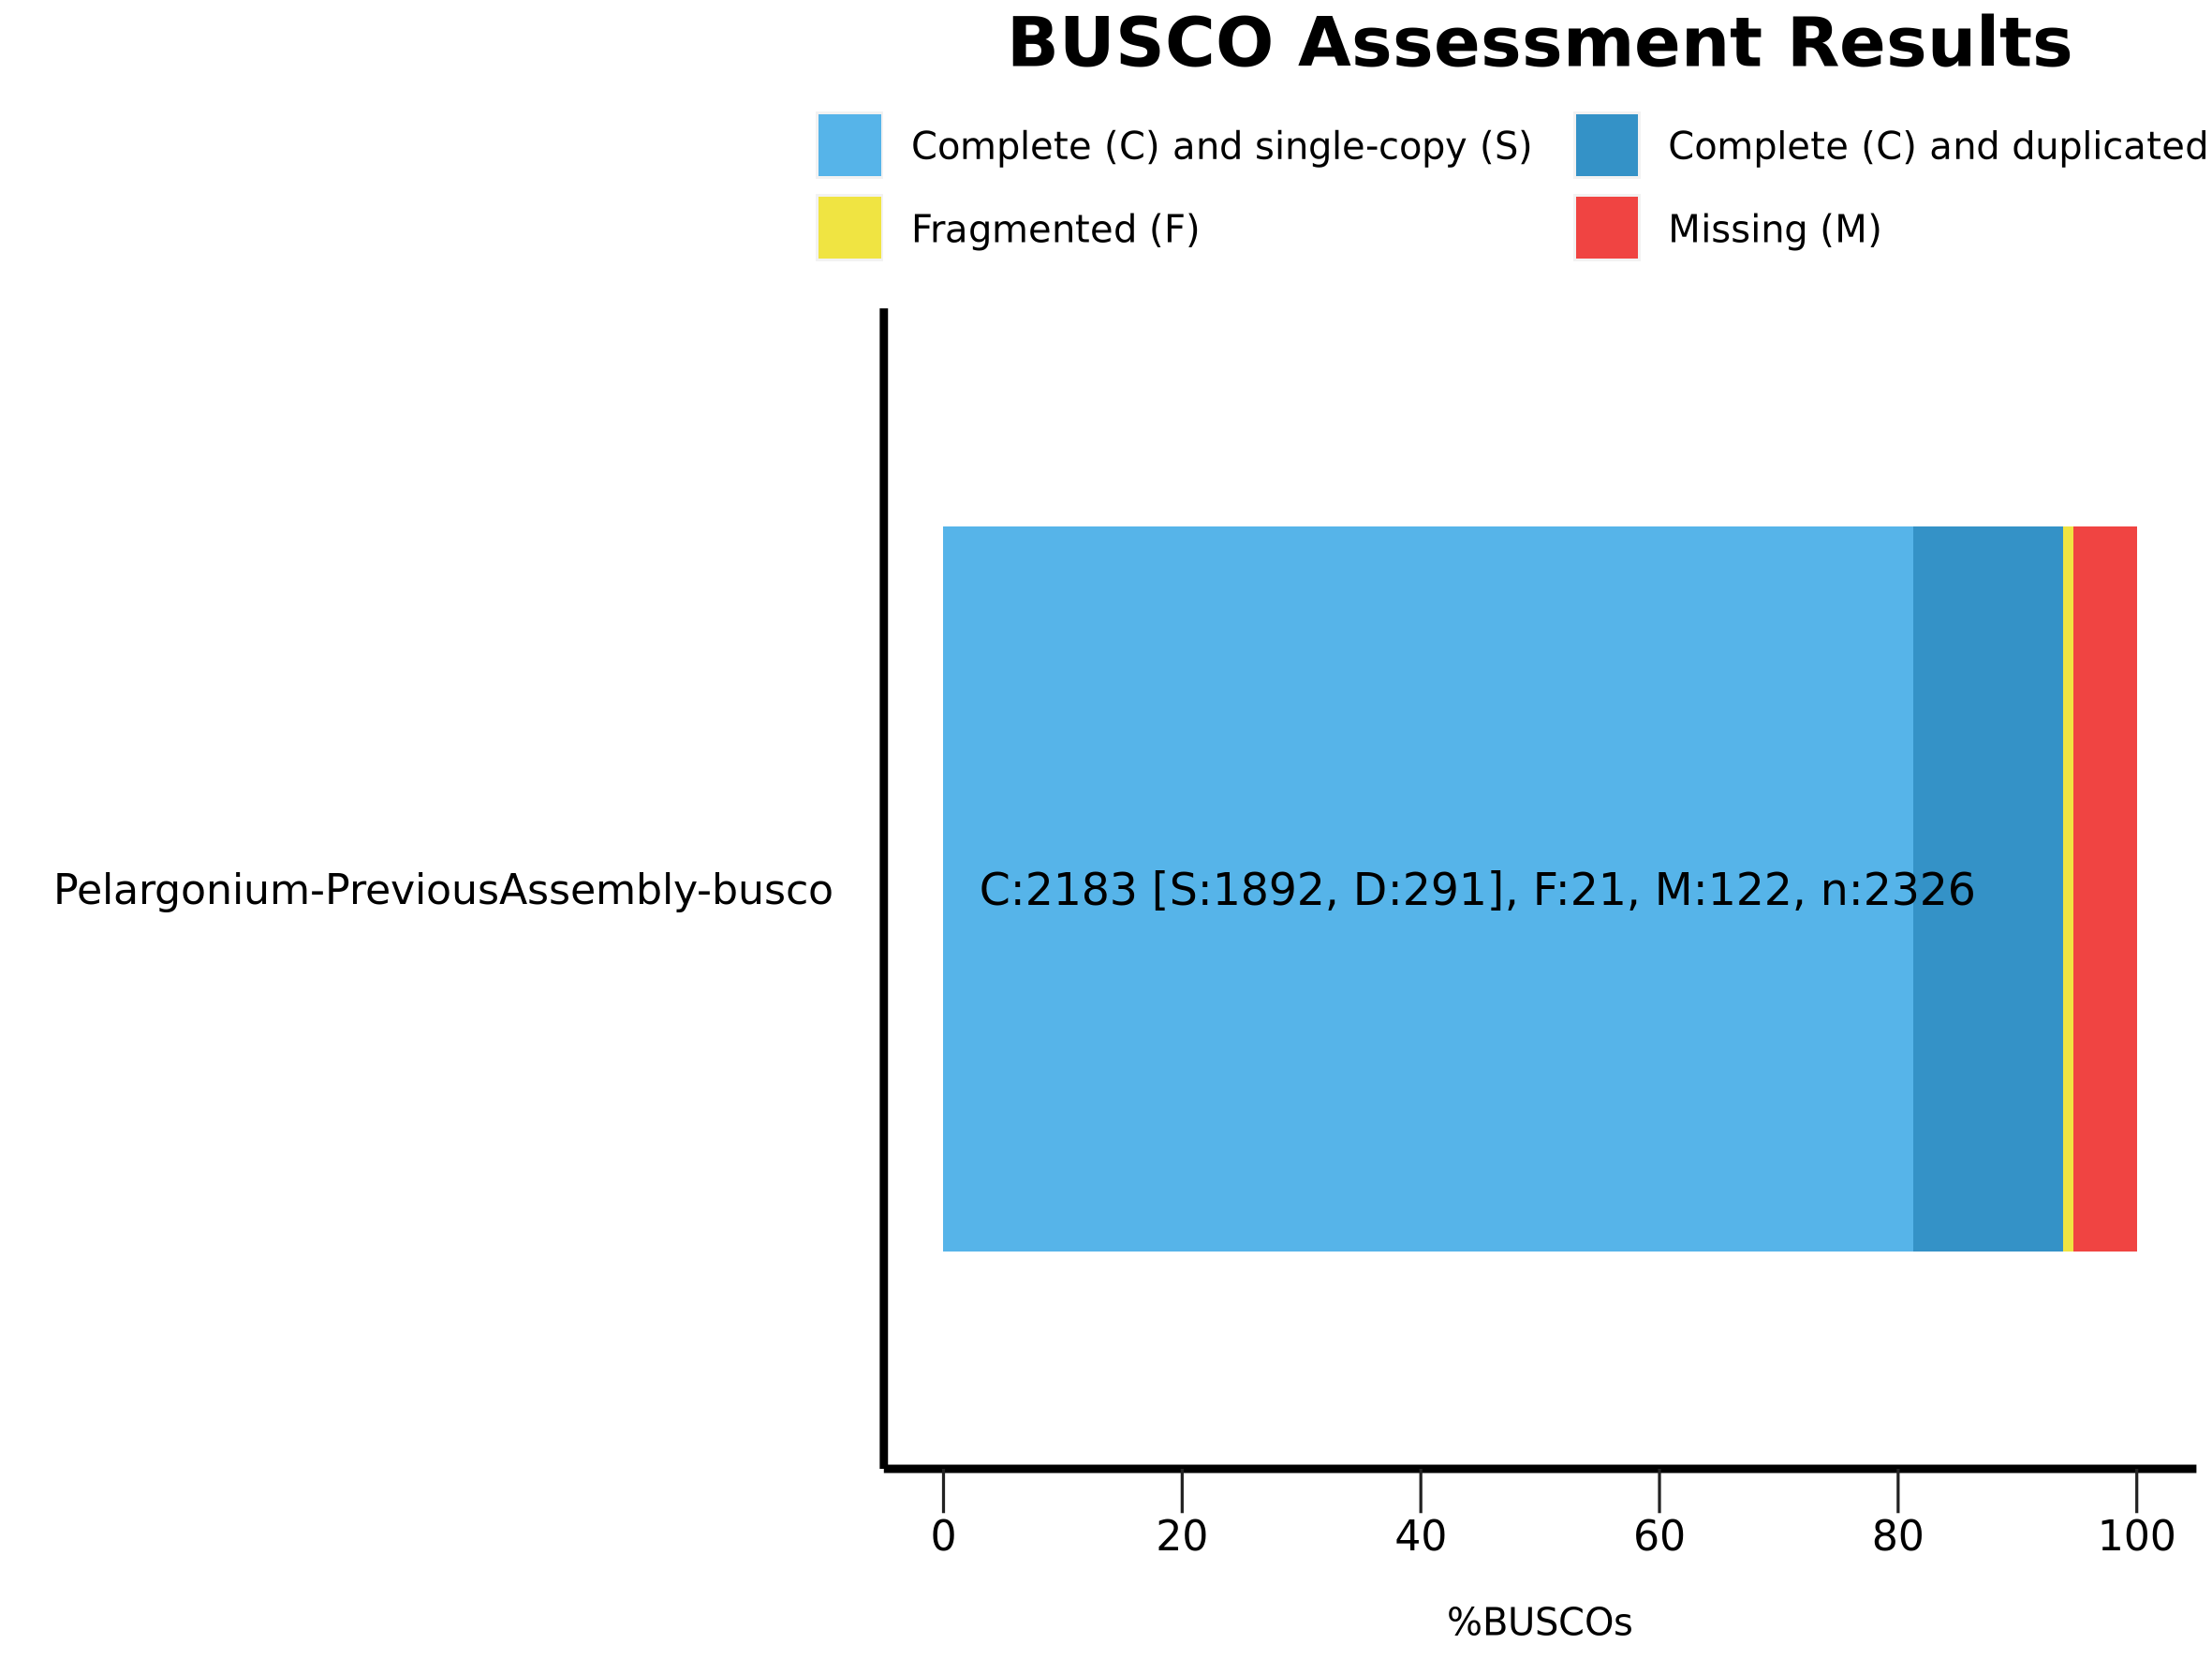 BUSCO Assessment Results
Complete (C) and single-copy (S)
Complete (C) and duplicated
Fragmented (F)
Missing (M)
Pelargonium-PreviousAssembly-busco
C:2183 [S:1892, D:291], F:21, M:122, n:2326
0 20 40 60 80 100
%BUSCOs